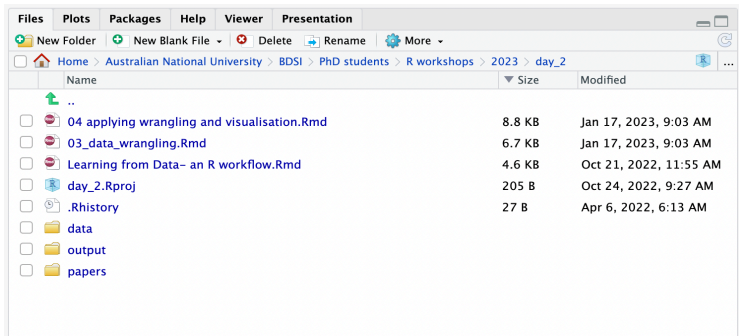 Files Plots Packages Help Viewer Presentation
New Folder New Blank File Delete Rename More
Home Australian National University BDSI PhD students R workshops 2023 day_2 ...
Name Size Modified
..
04 applying wrangling and visualisation.Rmd 8.8 KB Jan 17, 2023, 9:03 AM
03_data_wrangling.Rmd 6.7 KB Jan 17, 2023, 9:03 AM
Learning from Data– an R workflow.Rmd 4.6 KB Oct 21, 2022, 11:55 AM
day_2.Rproj 205 B Oct 24, 2022, 9:27 AM
.Rhistory 27 B Apr 6, 2022, 6:13 AM
data
output
papers